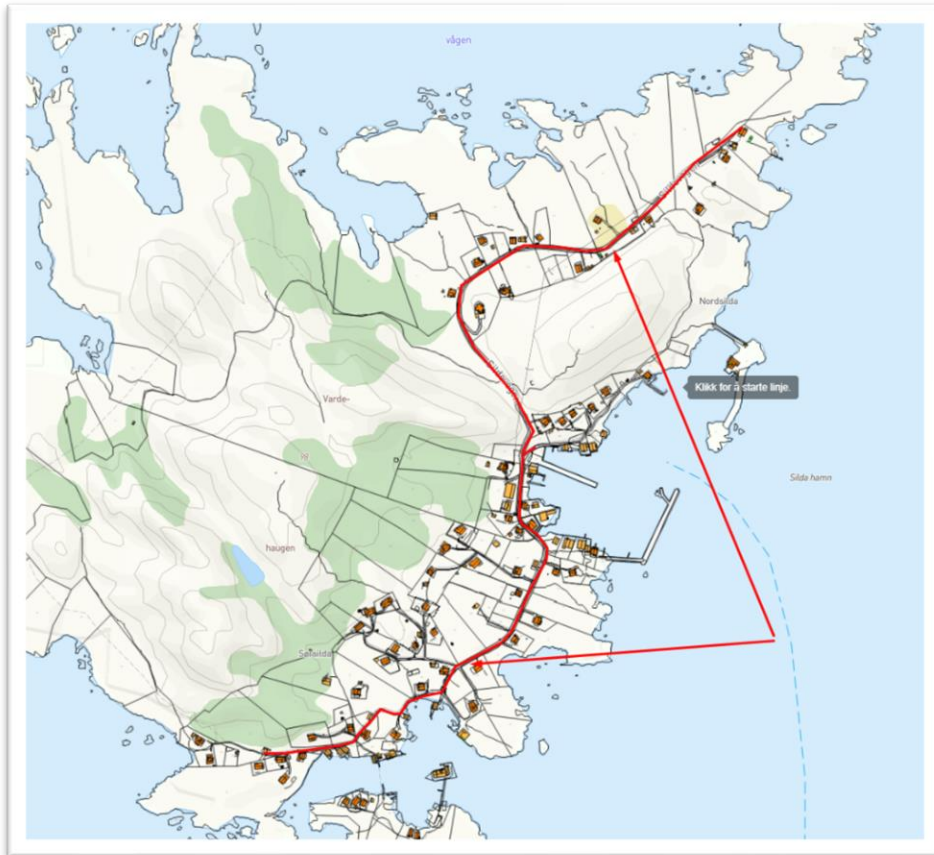 vågen
Nordsilda
Klikk for å starte linje.
Varde-
Silda hamn
haugen
Sørsilda